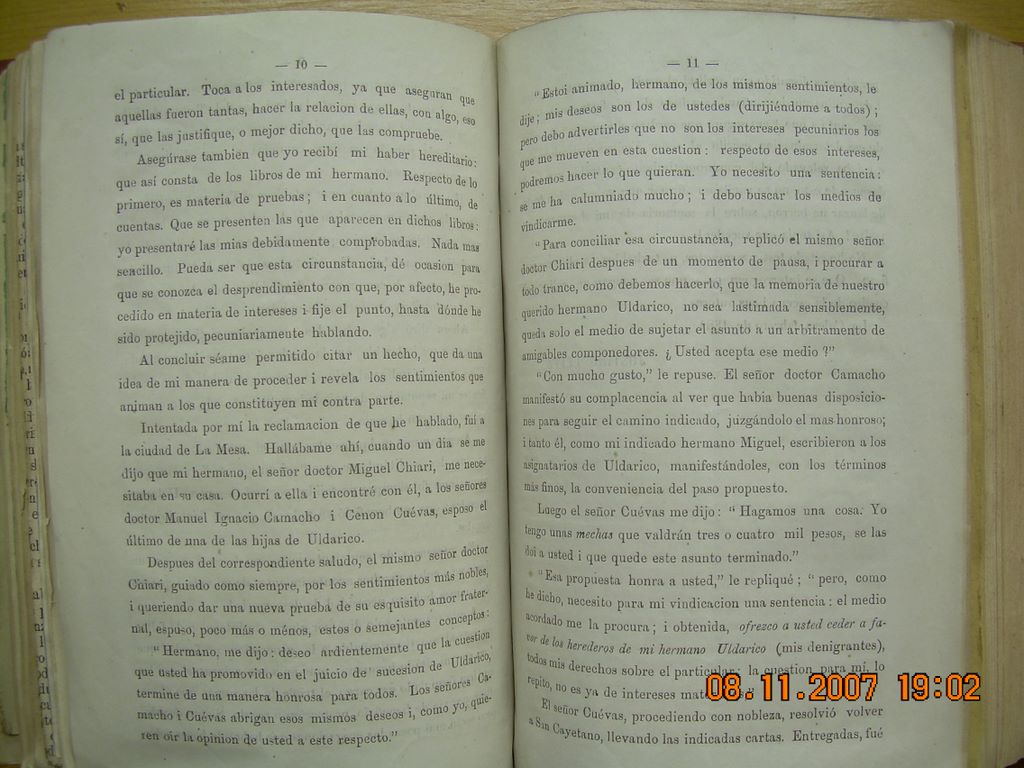 — 10 —
el particular. Toca a los interesados, ya que aseguran que
aquellas fueron tantas, hacer la relacion de ellas, con algo, eso
sí, que las justifique, o mejor dicho, que las compruebe.
Asegúrase tambien que yo recibí mi haber hereditario:
que así consta de los libros de mi hermano. Respecto de lo
primero, es materia de pruebas; i en cuanto a lo último, de
cuentas. Que se presenten las que aparecen en dichos libros:
yo presentaré las mias debidamente comprobadas. Nada mas
sencillo. Pueda ser que esta circunstancia, dé ocasion para
que se conozca el desprendimiento con que, por afecto, he pro-
cedido en materia de intereses i fije el punto, hasta dónde he
sido protejido, pecuniariamente hablando.
Al concluir séame permitido citar un hecho, que da una
idea de mi manera de proceder i revela los sentimientos que
animan a los que constituyen mi contra parte.
Intentada por mí la reclamacion de que he hablado, fuí a
la ciudad de La Mesa. Hallábame ahí, cuando un dia se me
dijo que mi hermano, el señor doctor Miguel Chiari, me nece-
sitaba en su casa. Ocurrí a ella i encontré con él, a los señores
doctor Manuel Ignacio Camacho i Cenon Cuévas, esposo el
último de una de las hijas de Uldarico.
Despues del correspondiente saludo, el mismo señor doctor
Chiari, guiado como siempre, por los sentimientos más nobles,
i queriendo dar una nueva prueba de su esquisito amor frater-
nal, espuso, poco más o ménos, estos o semejantes conceptos:
"Hermano, me dijo: deseo ardientemente que la cuestion
que usted ha promovido en el juicio de sucesion de Uldarico,
termine de una manera honrosa para todos. Los señores Ca-
macho i Cuévas abrigan esos mismos deseos i, como yo, quie-
ren oir la opinion de usted a este respecto."
— 11 —
"Estoi animado, hermano, de los mismos sentimientos, le
dije; mis deseos son los de ustedes (dirijiéndome a todos);
pero debo advertirles que no son los intereses pecuniarios los
que me mueven en esta cuestion: respecto de esos intereses,
podremos hacer lo que quieran. Yo necesito una sentencia:
se me ha calumniado mucho; i debo buscar los medios de
vindicarme.
"Para conciliar esa circunstancia, replicó el mismo señor
doctor Chiari despues de un momento de pausa, i procurar a
todo trance, como debemos hacerlo, que la memoria de nuestro
querido hermano Uldarico, no sea lastimada sensiblemente,
queda solo el medio de sujetar el asunto a un arbitramento de
amigables componedores. ¿Usted acepta ese medio?"
"Con mucho gusto," le repuse. El señor doctor Camacho
manifestó su complacencia al ver que habia buenas disposicio-
nes para seguir el camino indicado, juzgándolo el mas honroso;
i tanto él, como mi indicado hermano Miguel, escribieron a los
asignatarios de Uldarico, manifestándoles, con los términos
más finos, la conveniencia del paso propuesto.
Luego el señor Cuévas me dijo: "Hagamos una cosa: Yo
tengo unas mechas que valdrán tres o cuatro mil pesos, se las
doi a usted i que quede este asunto terminado."
"Esa propuesta honra a usted," le repliqué; "pero, como
he dicho, necesito para mi vindicacion una sentencia: el medio
acordado me la procura; i obtenida, ofrezco a usted ceder a fa-
vor de los herederos de mi hermano Uldarico (mis denigrantes),
todos mis derechos sobre el particular: la cuestion para mí, lo
repito, no es ya de intereses
El señor Cuévas, procediendo con nobleza, resolvió volver
a San Cayetano, llevando las indicadas cartas. Entregadas, fué
08.11.2007 19:02